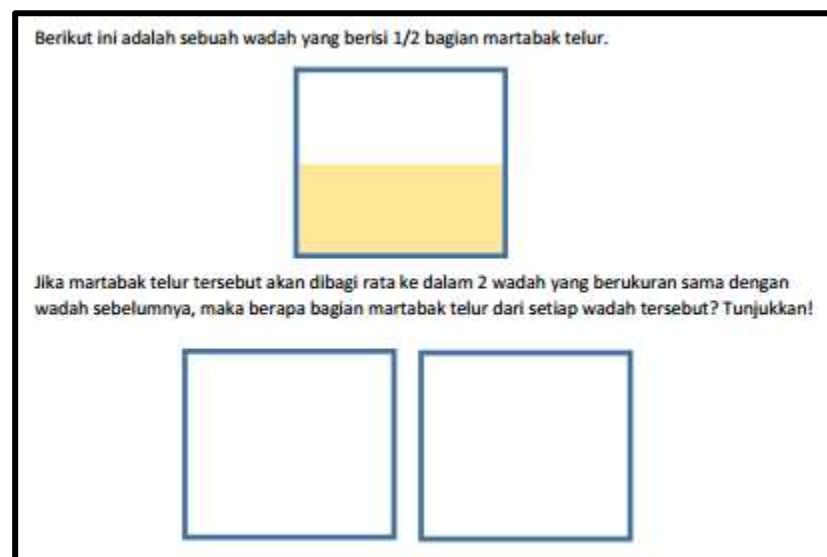 Berikut ini adalah sebuah wadah yang berisi 1/2 bagian martabak telur.
Jika martabak telur tersebut akan dibagi rata ke dalam 2 wadah yang berukuran sama dengan
wadah sebelumnya, maka berapa bagian martabak telur dari setiap wadah tersebut? Tunjukkan!